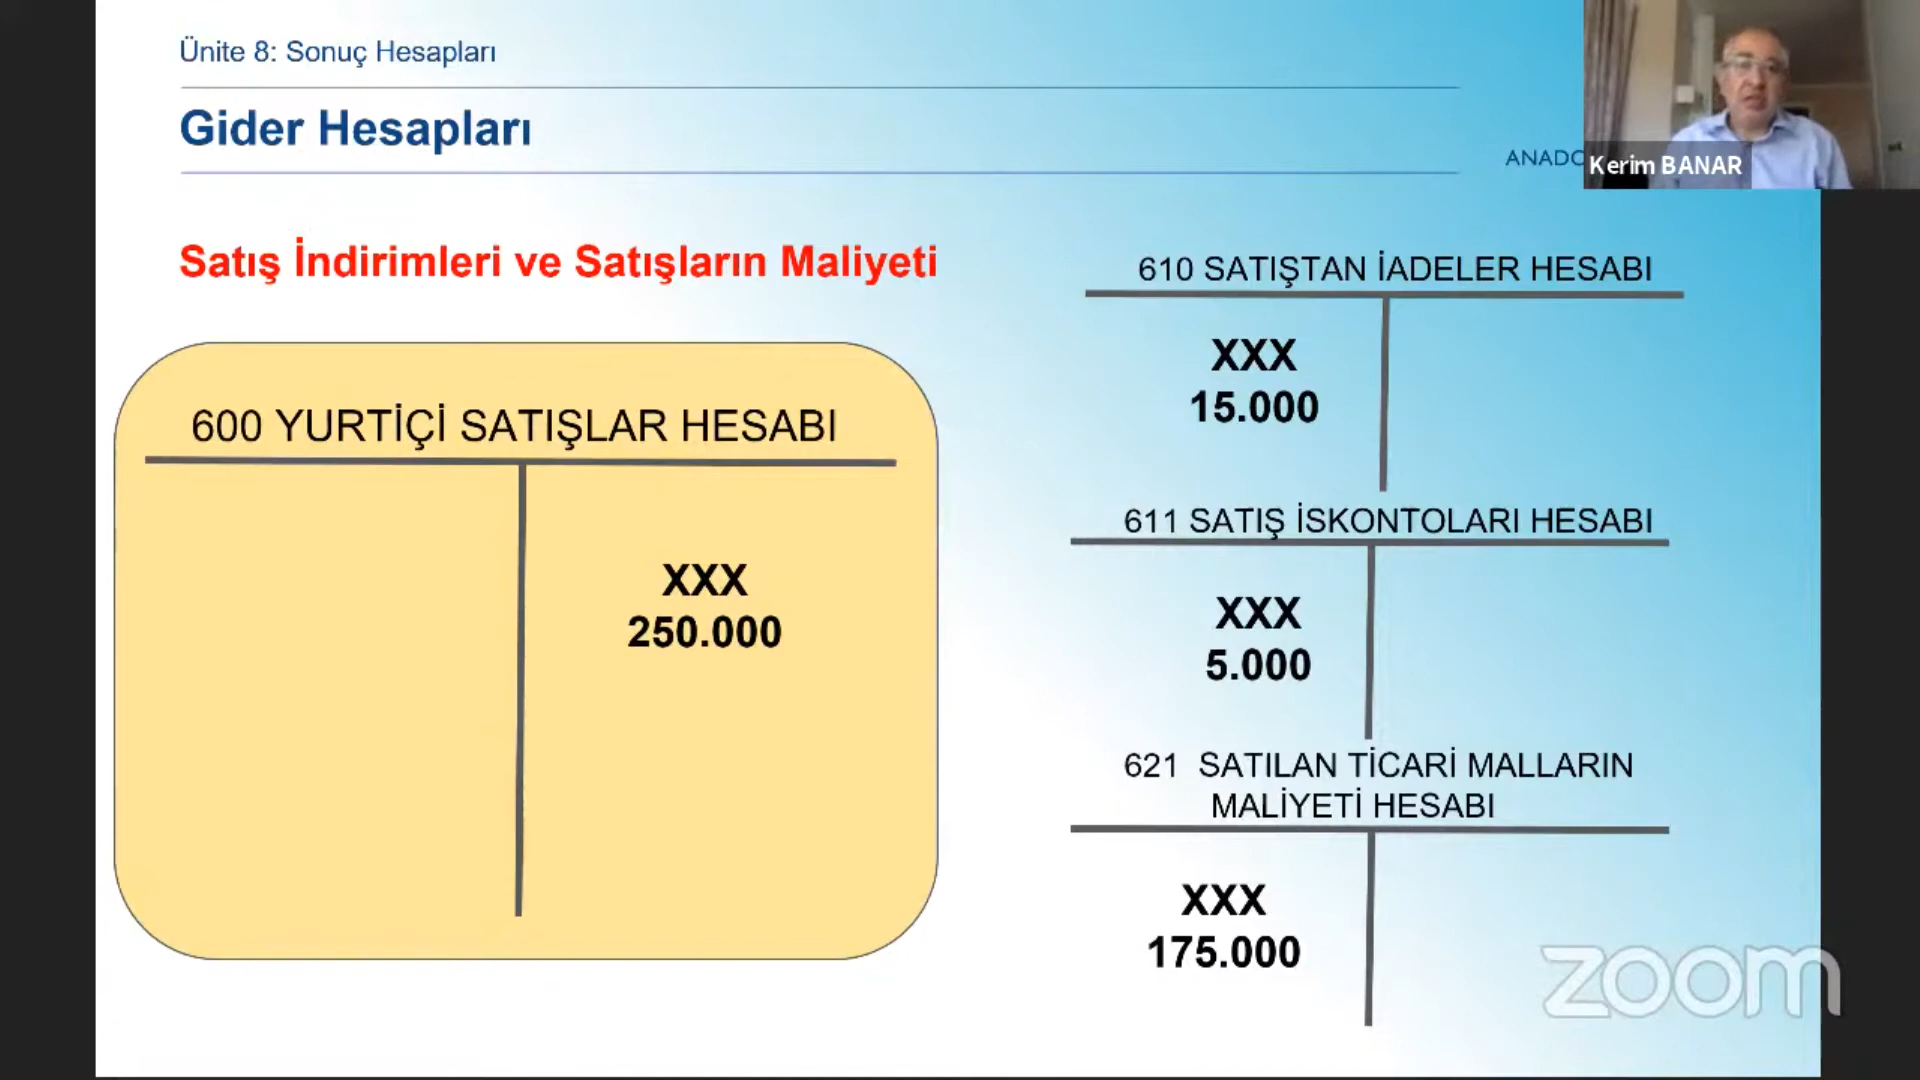 Ünite 8: Sonuç Hesapları
Gider Hesapları
ANADO
Kerim BANAR
Satış İndirimleri ve Satışların Maliyeti
600 YURTİÇİ SATIŞLAR HESABI
XXX
250.000
610 SATIŞTAN İADELER HESABI
XXX
15.000
611 SATIŞ İSKONTOLARI HESABI
XXX
5.000
621 SATILAN TİCARİ MALLARIN
MALİYETİ HESABI
XXX
175.000
zoom